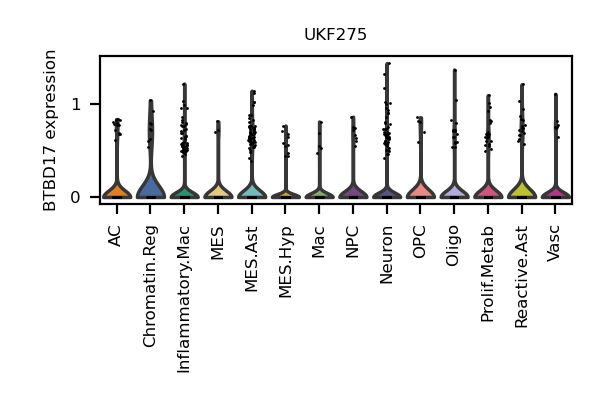 UKF275
BTBD17 expression
1
0
AC
Chromatin.Reg
Inflammatory.Mac
MES
MES.Ast
MES.Hyp
Mac
NPC
Neuron
OPC
Oligo
Prolif.Metab
Reactive.Ast
Vasc